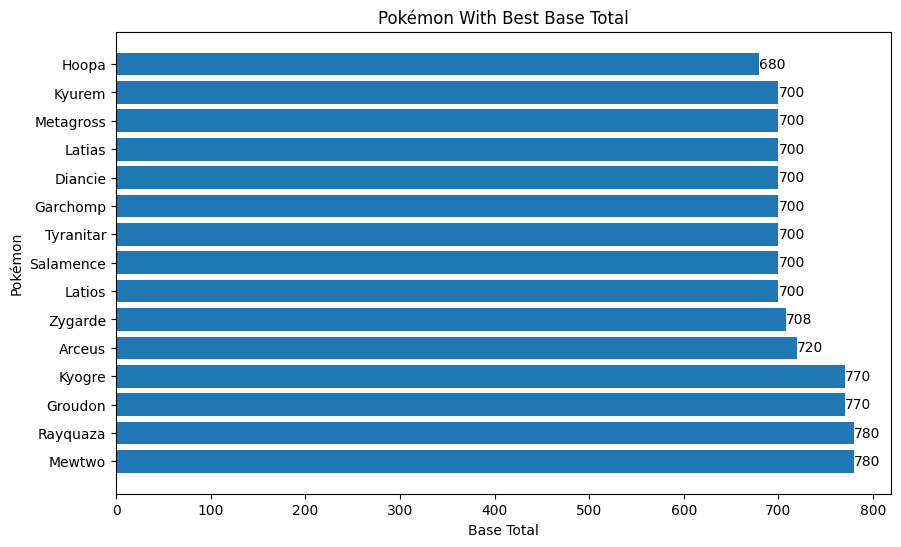 Pokémon With Best Base Total
Pokémon
Hoopa 680
Kyurem 700
Metagross 700
Latias 700
Diancie 700
Garchomp 700
Tyranitar 700
Salamence 700
Latios 700
Zygarde 708
Arceus 720
Kyogre 770
Groudon 770
Rayquaza 780
Mewtwo 780
0 100 200 300 400 500 600 700 800
Base Total